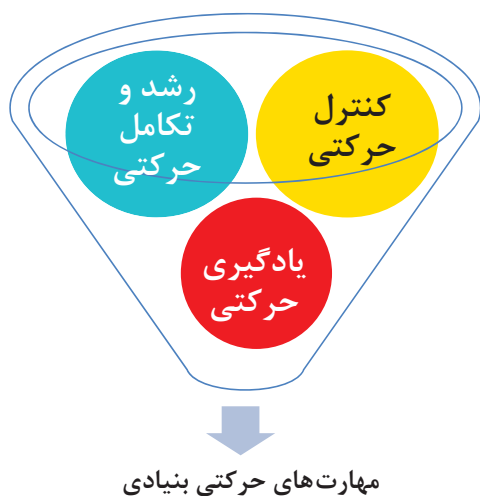 کنترل
حرکتی
رشد و
تکامل
حرکتی
یادگیری
حرکتی
مهارت‌های حرکتی بنیادی